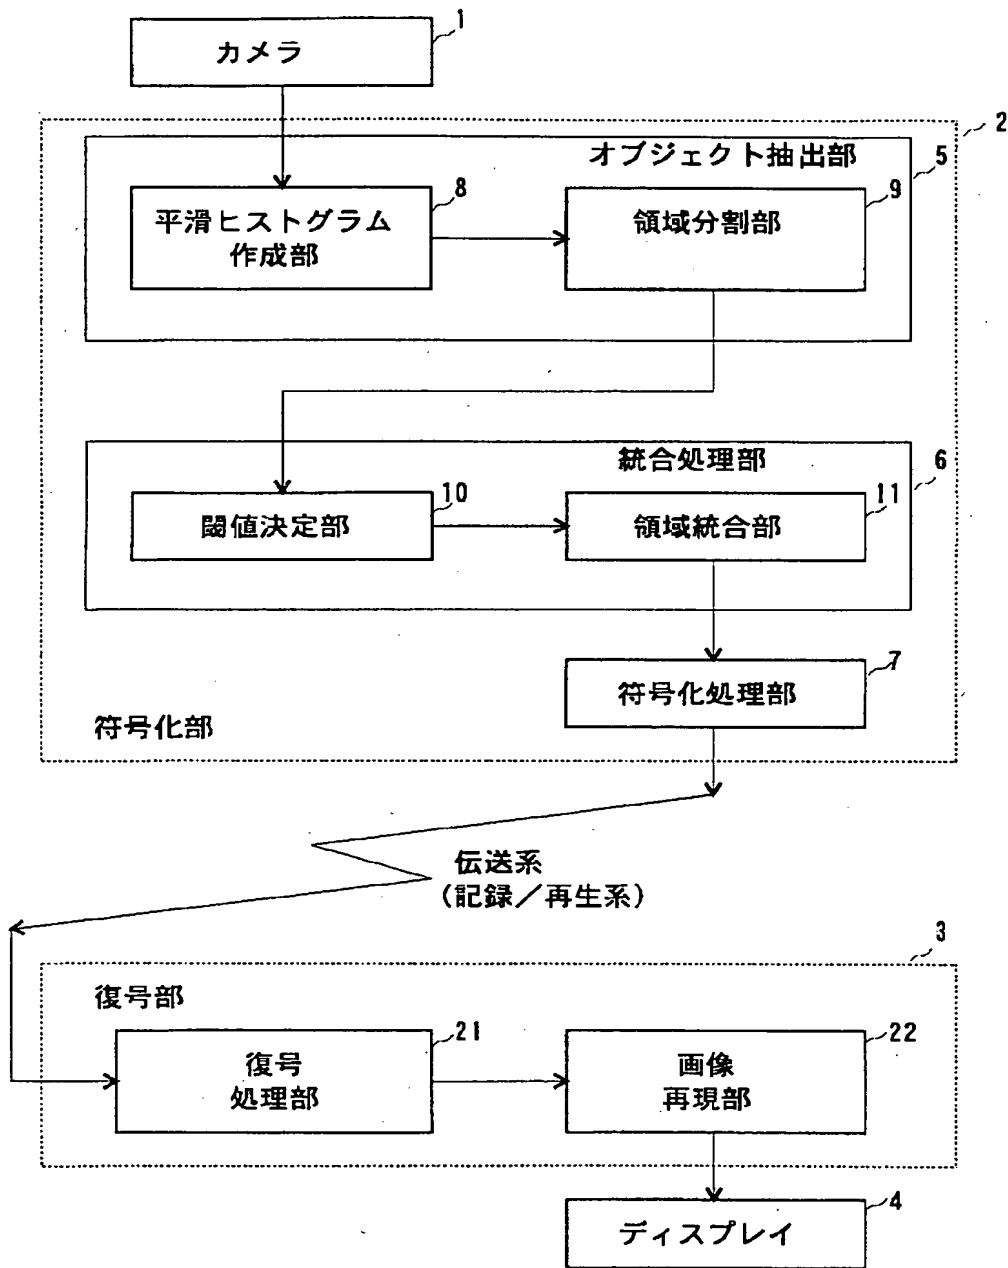 1
カメラ
2
オブジェクト抽出部
5
8
平滑ヒストグラム
作成部
9
領域分割部
統合処理部
6
10
閾値決定部
11
領域統合部
7
符号化処理部
符号化部
伝送系
(記録／再生系)
3
復号部
21
復号
処理部
22
画像
再現部
4
ディスプレイ